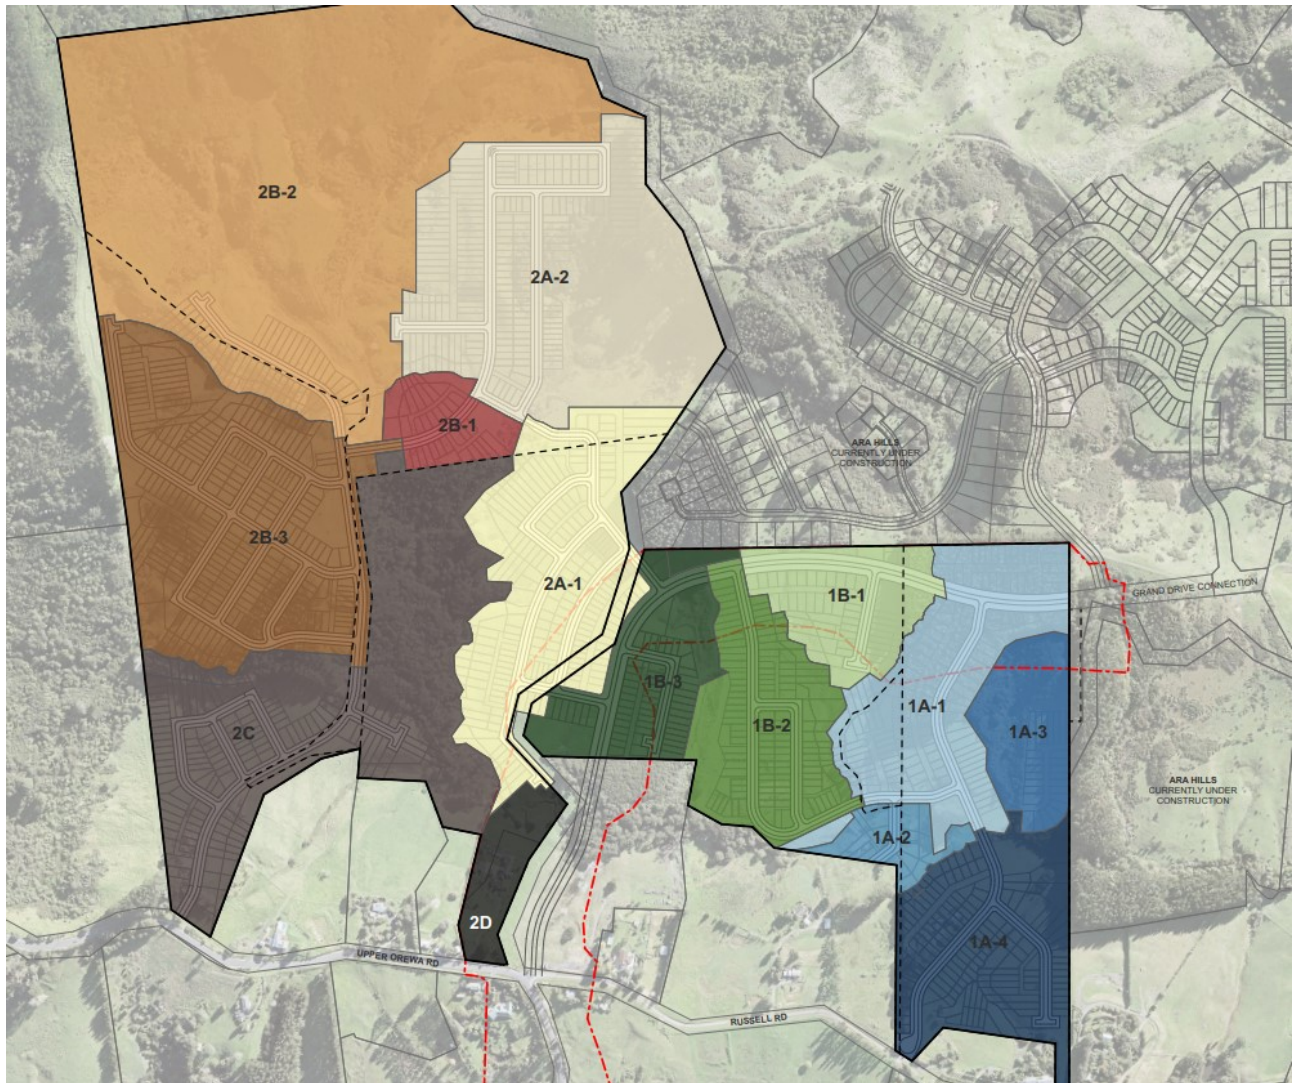 2B-2
2A-2
2B-1
ARA HILLS
CURRENTLY UNDER
CONSTRUCTION
2B-3
2A-1
1B-1
GRAND DRIVE CONNECTION
1B-3
1A-1
2C
1B-2
1A-3
ARA HILLS
CURRENTLY UNDER
CONSTRUCTION
1A-2
2D
1A-4
UPPER OREWA RD
RUSSELL RD